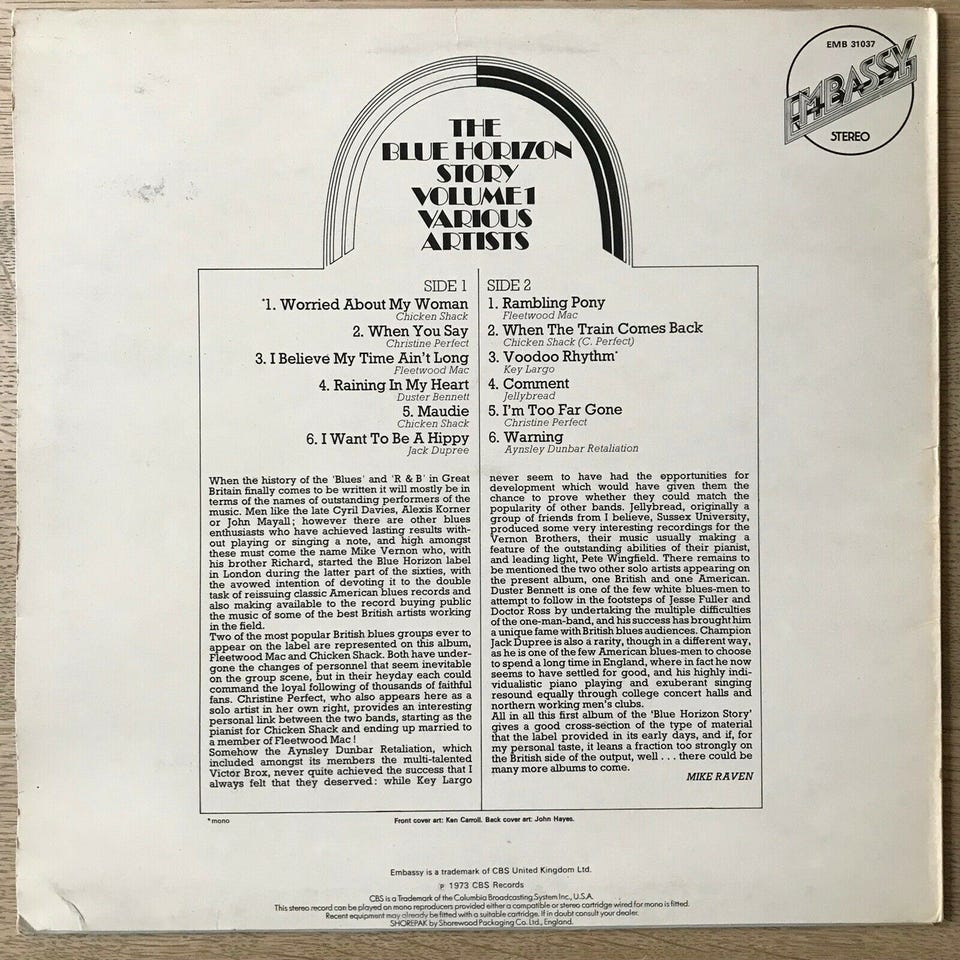 EMB 31037
EMBASSY
STEREO
THE
BLUE HORIZON
STORY
VOLUME 1
VARIOUS
ARTISTS
SIDE 1
*1. Worried About My Woman
Chicken Shack
2. When You Say
Christine Perfect
3. I Believe My Time Ain't Long
Fleetwood Mac
4. Raining In My Heart
Duster Bennett
5. Maudie
Chicken Shack
6. I Want To Be A Hippy
Jack Dupree
SIDE 2
1. Rambling Pony
Fleetwood Mac
2. When The Train Comes Back
Chicken Shack (C. Perfect)
3. Voodoo Rhythm*
Key Largo
4. Comment
Jellybread
5. I'm Too Far Gone
Christine Perfect
6. Warning
Aynsley Dunbar Retaliation
When the history of the 'Blues' and 'R & B' in Great
Britain finally comes to be written it will mostly be in
terms of the names of outstanding performers of the
music. Men like the late Cyril Davies, Alexis Korner
or John Mayall; however there are other blues
enthusiasts who have achieved lasting results with-
out playing or singing a note, and high amongst
these must come the name Mike Vernon who, with
his brother Richard, started the Blue Horizon label
in London during the latter part of the sixties, with
the avowed intention of devoting it to the double
task of reissuing classic American blues records and
also making available to the record buying public
the music of some of the best British artists working
in the field.
Two of the most popular British blues groups ever to
appear on the label are represented on this album,
Fleetwood Mac and Chicken Shack. Both have under-
gone the changes of personnel that seem inevitable
on the group scene, but in their heyday each could
command the loyal following of thousands of faithful
fans. Christine Perfect, who also appears here as a
solo artist in her own right, provides an interesting
personal link between the two bands, starting as the
pianist for Chicken Shack and ending up married to
a member of Fleetwood Mac!
Somehow the Aynsley Dunbar Retaliation, which
included amongst its members the multi-talented
Victor Brox, never quite achieved the success that I
always felt that they deserved: while Key Largo
never seem to have had the opportunities for
development which would have given them the
chance to prove whether they could match the
popularity of other bands. Jellybread, originally a
group of friends from I believe, Sussex University,
produced some very interesting recordings for the
Vernon Brothers, their music usually making a
feature of the outstanding abilities of their pianist,
and leading light, Pete Wingfield. There remains to
be mentioned the two other solo artists appearing on
the present album, one British and one American.
Duster Bennett is one of the few white blues-men to
attempt to follow in the footsteps of Jesse Fuller and
Doctor Ross by undertaking the multiple difficulties
of the one-man-band, and his success has brought him
a unique fame with British blues audiences. Champion
Jack Dupree is also a rarity, though in a different way,
as he is one of the few American blues-men to choose
to spend a long time in England, where in fact he now
seems to have settled for good, and his highly indi-
vidualistic piano playing and exuberant singing
resound equally through college concert halls and
northern working men's clubs.
All in all this first album of the 'Blue Horizon Story'
gives a good cross-section of the type of material
that the label provided in its early days, and if, for
my personal taste, it leans a fraction too strongly on
the British side of the output, well . . . there could be
many more albums to come.
MIKE RAVEN
*mono
Front cover art: Ken Carroll. Back cover art: John Hayes.
Embassy is a trademark of CBS United Kingdom Ltd.
℗ 1973 CBS Records
CBS is a Trademark of the Columbia Broadcasting System Inc., U.S.A.
This stereo record can be played on mono reproducers provided either a compatible or stereo cartridge wired for mono is fitted.
Recent equipment may already be fitted with a suitable cartridge. If in doubt consult your dealer.
SHOREPAK by Shorewood Packaging Co. Ltd., England.